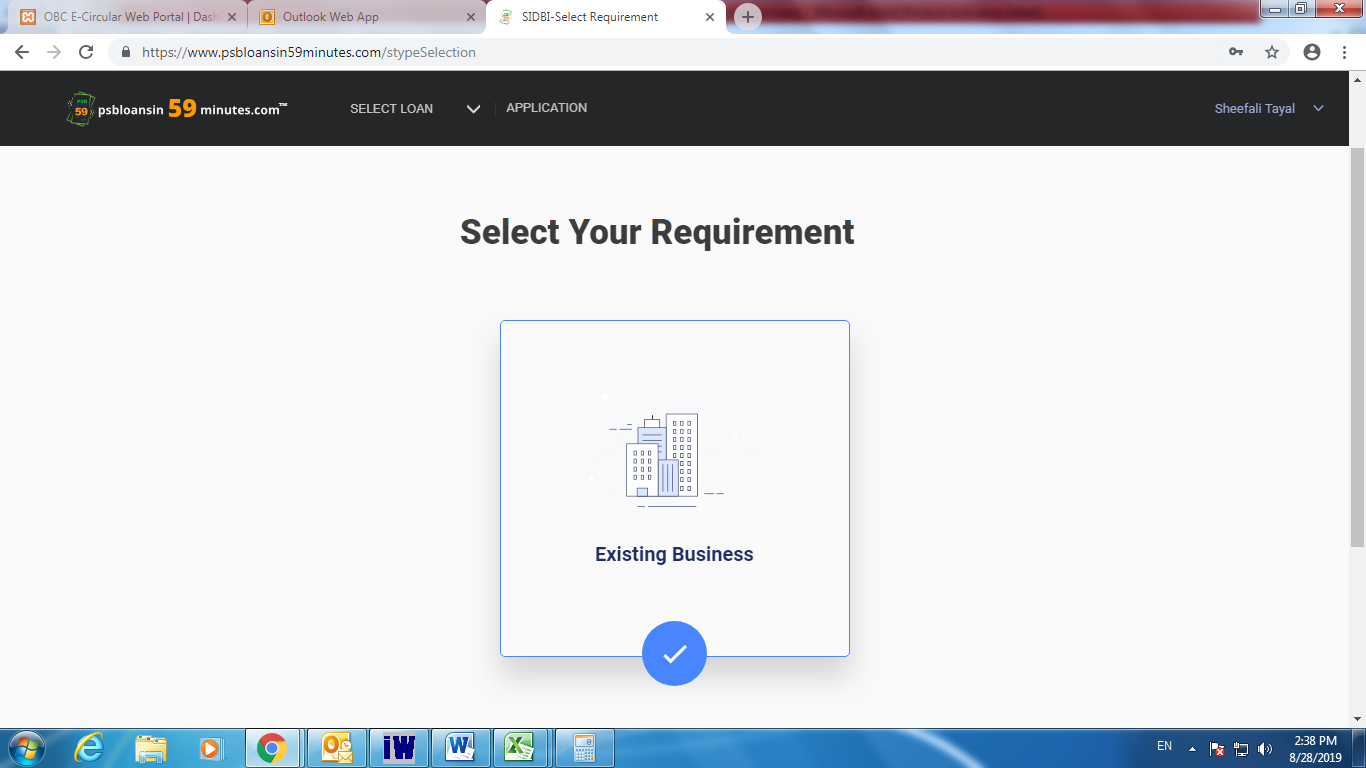 OBC E-Circular Web Portal | Dash
Outlook Web App
SIDBI-Select Requirement
https://www.psbloansin59minutes.com/stypeSelection
PSB
59
psbloansin 59 minutes.com™
SELECT LOAN
APPLICATION
Sheefali Tayal
Select Your Requirement
Existing Business
iW
EN
2:38 PM
8/28/2019